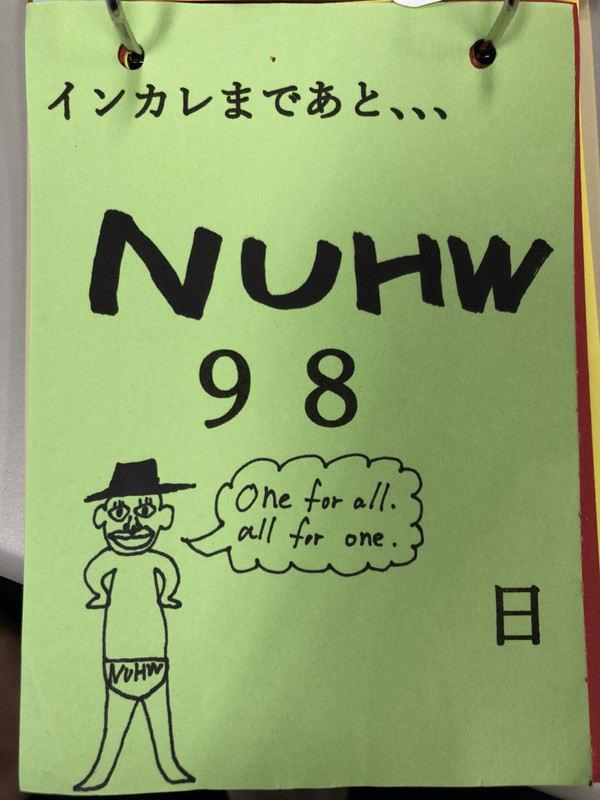 インカレまであと、、、
NUHW
98
One for all.
all for one.
日
NUHW